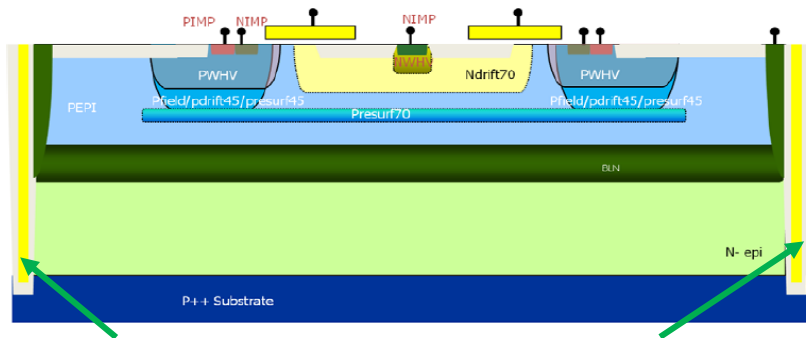 PIMP NIMP NIMP
PWHV NWHV Ndrift70 PWHV
PEPI Pfield/pdrift45/presurf45 Pfield/pdrift45/presurf45
Presurf70
BLN
N- epi
P++ Substrate